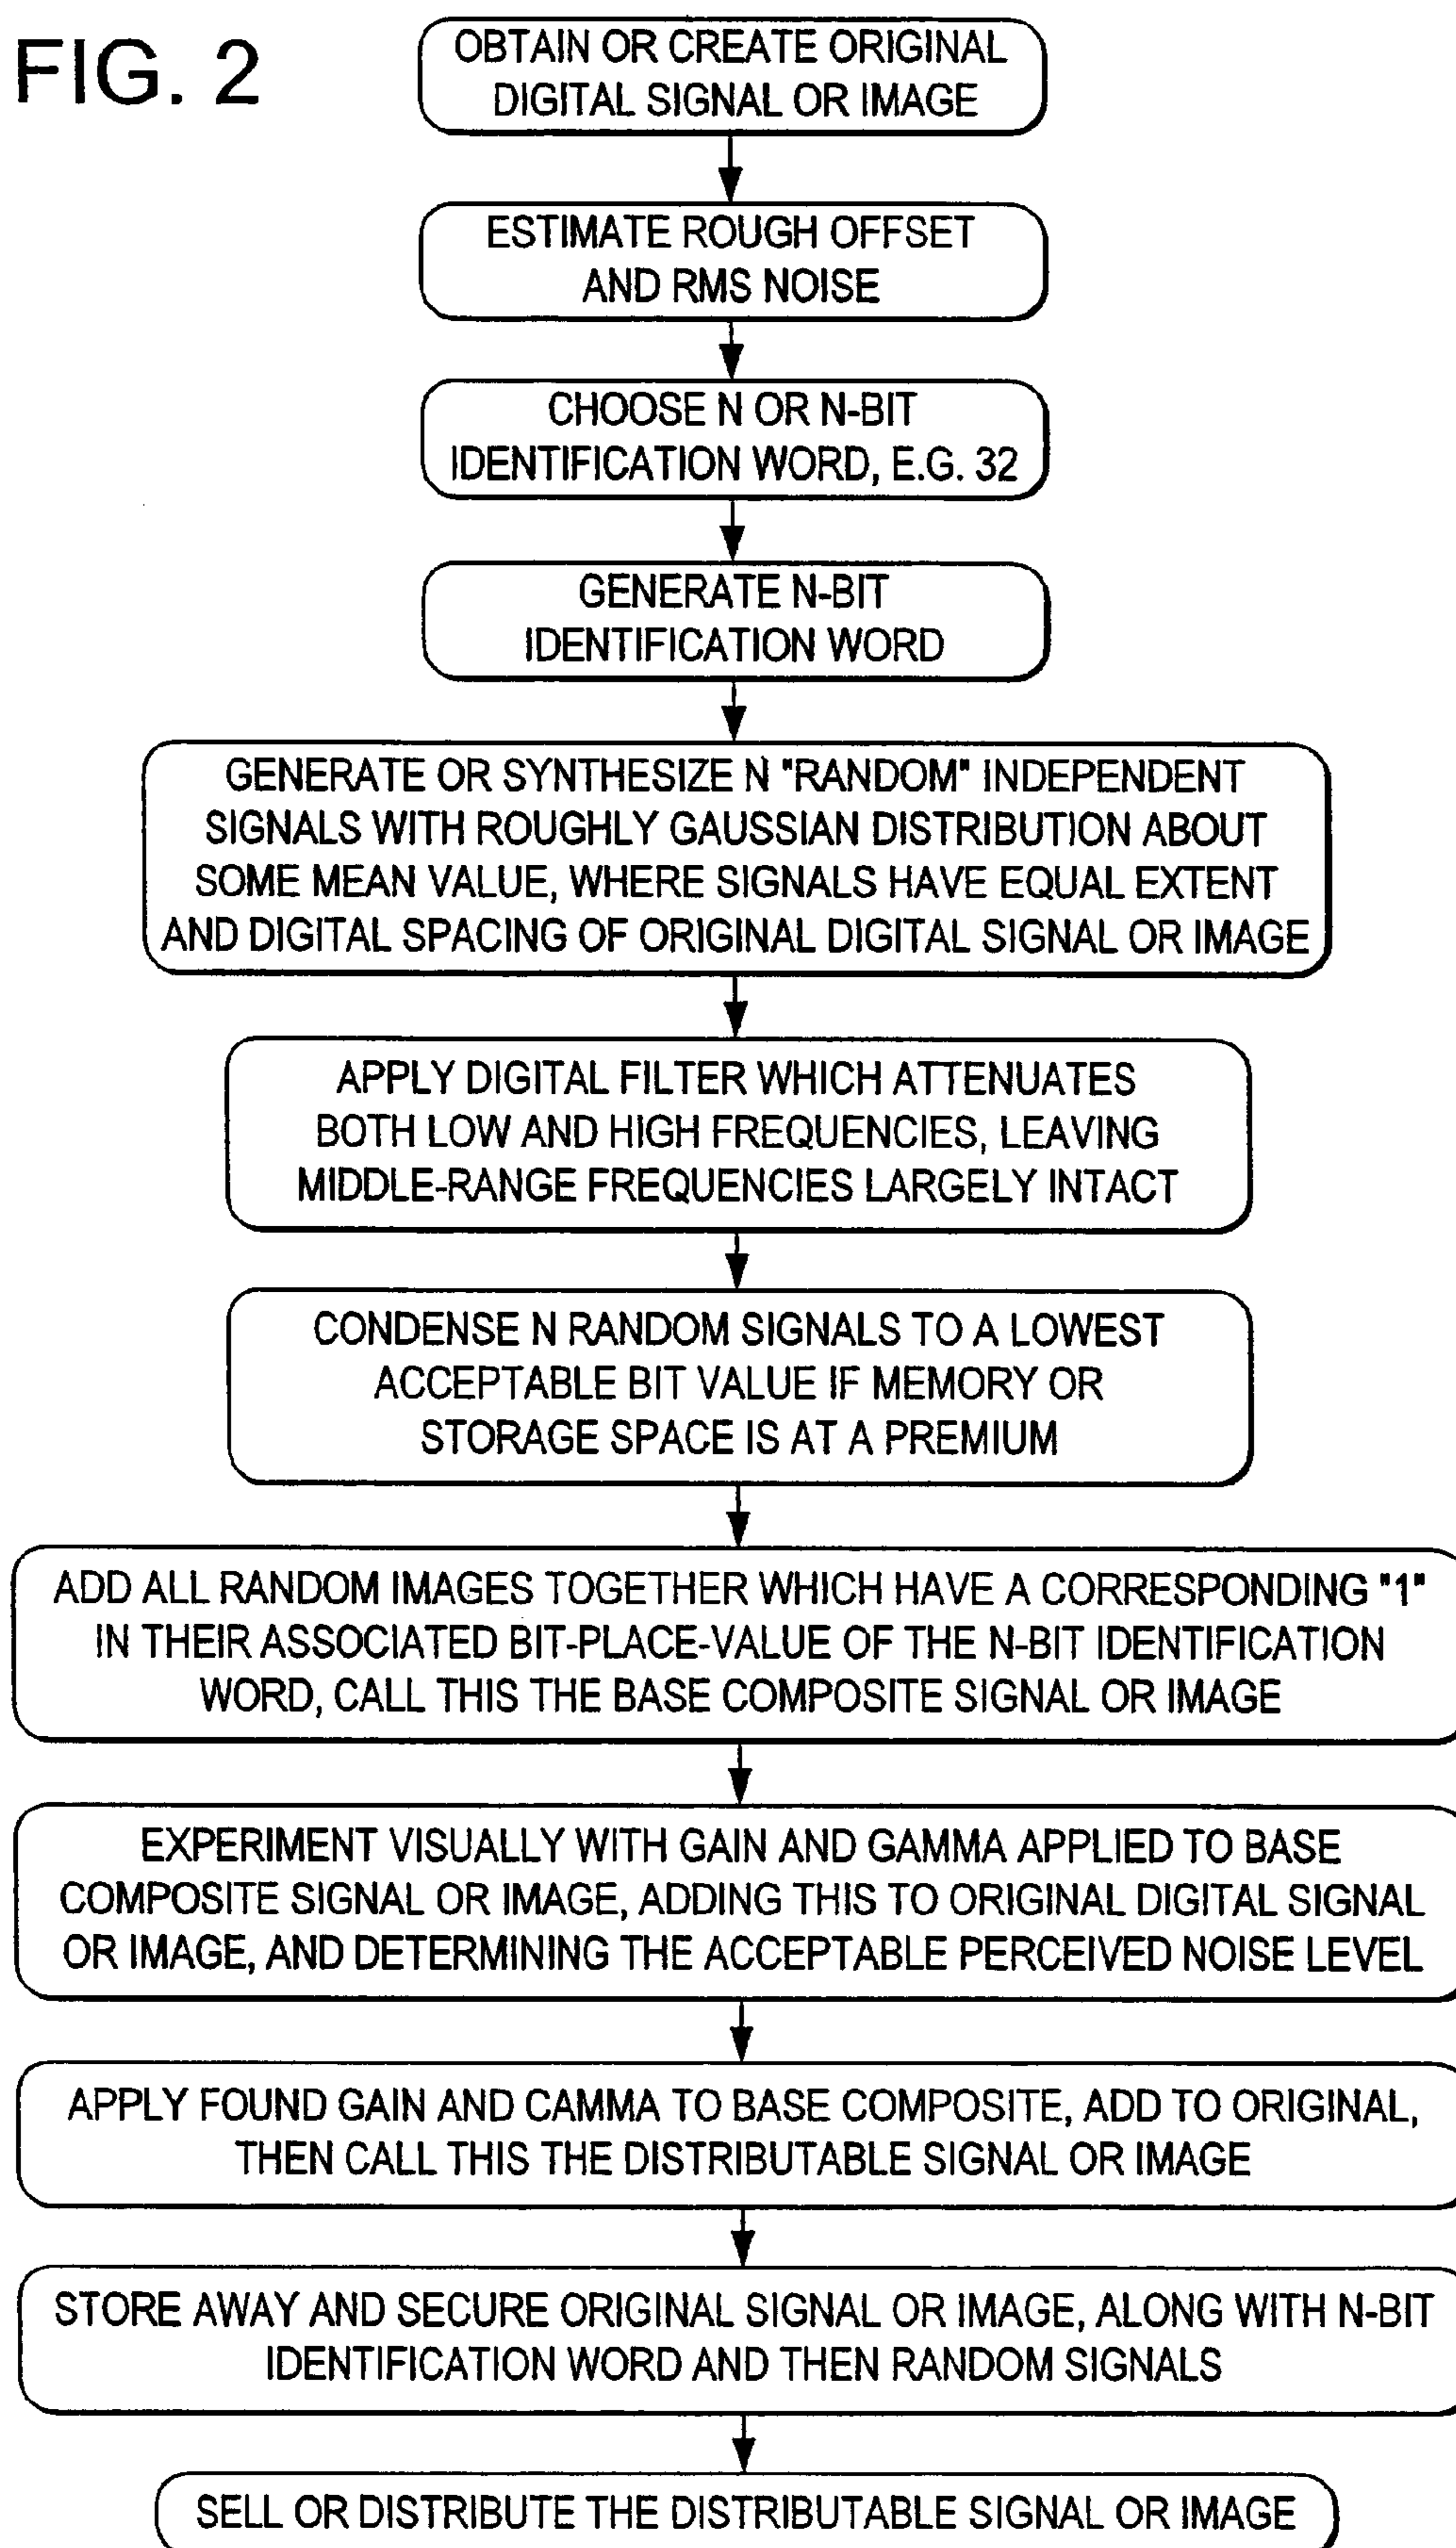 FIG. 2
OBTAIN OR CREATE ORIGINAL
DIGITAL SIGNAL OR IMAGE
ESTIMATE ROUGH OFFSET
AND RMS NOISE
CHOOSE N OR N-BIT
IDENTIFICATION WORD, E.G. 32
GENERATE N-BIT
IDENTIFICATION WORD
GENERATE OR SYNTHESIZE N "RANDOM" INDEPENDENT
SIGNALS WITH ROUGHLY GAUSSIAN DISTRIBUTION ABOUT
SOME MEAN VALUE, WHERE SIGNALS HAVE EQUAL EXTENT
AND DIGITAL SPACING OF ORIGINAL DIGITAL SIGNAL OR IMAGE
APPLY DIGITAL FILTER WHICH ATTENUATES
BOTH LOW AND HIGH FREQUENCIES, LEAVING
MIDDLE-RANGE FREQUENCIES LARGELY INTACT
CONDENSE N RANDOM SIGNALS TO A LOWEST
ACCEPTABLE BIT VALUE IF MEMORY OR
STORAGE SPACE IS AT A PREMIUM
ADD ALL RANDOM IMAGES TOGETHER WHICH HAVE A CORRESPONDING "1"
IN THEIR ASSOCIATED BIT-PLACE-VALUE OF THE N-BIT IDENTIFICATION
WORD, CALL THIS THE BASE COMPOSITE SIGNAL OR IMAGE
EXPERIMENT VISUALLY WITH GAIN AND GAMMA APPLIED TO BASE
COMPOSITE SIGNAL OR IMAGE, ADDING THIS TO ORIGINAL DIGITAL SIGNAL
OR IMAGE, AND DETERMINING THE ACCEPTABLE PERCEIVED NOISE LEVEL
APPLY FOUND GAIN AND CAMMA TO BASE COMPOSITE, ADD TO ORIGINAL,
THEN CALL THIS THE DISTRIBUTABLE SIGNAL OR IMAGE
STORE AWAY AND SECURE ORIGINAL SIGNAL OR IMAGE, ALONG WITH N-BIT
IDENTIFICATION WORD AND THEN RANDOM SIGNALS
SELL OR DISTRIBUTE THE DISTRIBUTABLE SIGNAL OR IMAGE